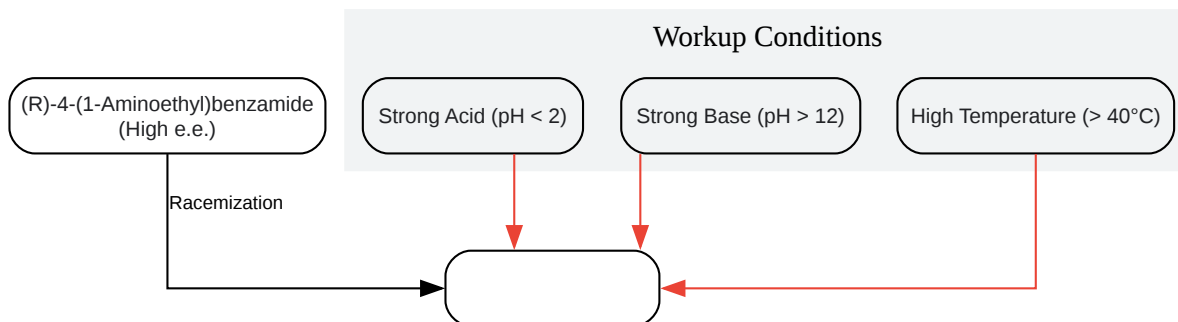 Workup Conditions
(R)-4-(1-Aminoethyl)benzamide
(High e.e.)
Strong Acid (pH < 2)
Strong Base (pH > 12)
High Temperature (> 40°C)
Racemization